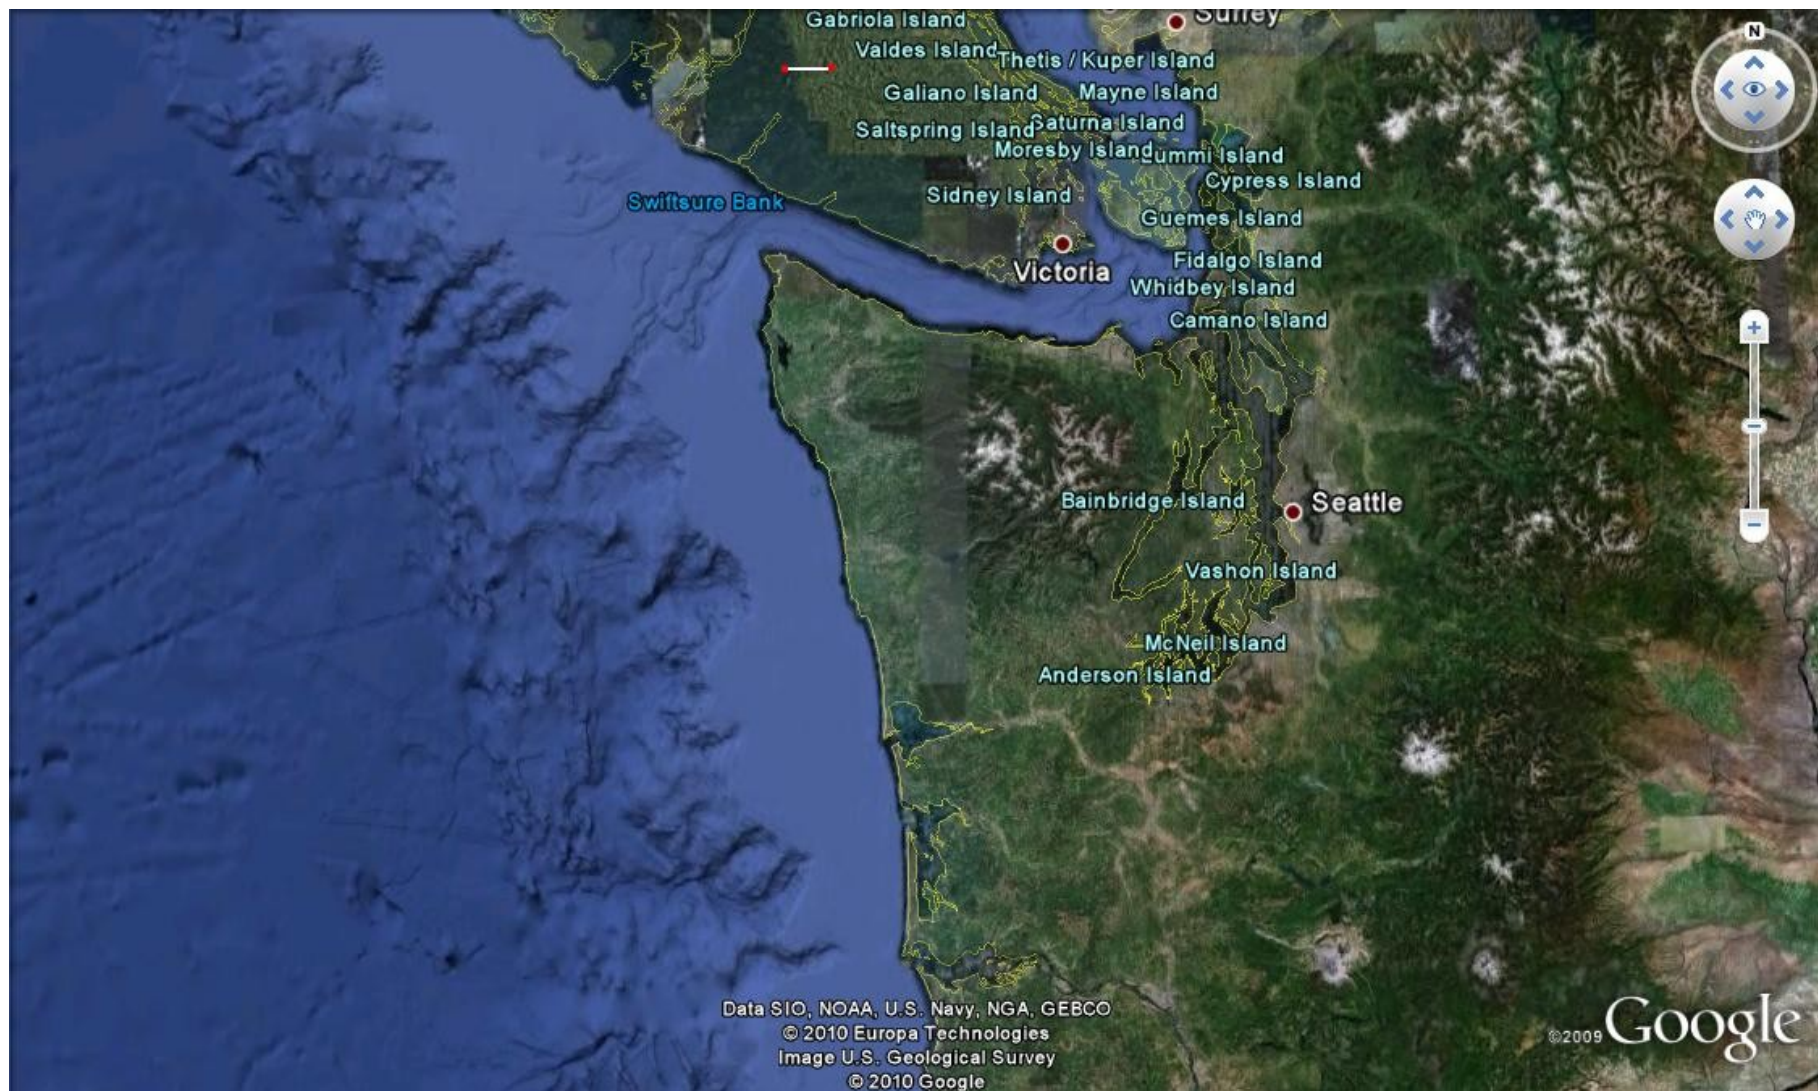 Gabriola Island
Surrey
Valdes Island
Thetis / Kuper Island
Galiano Island
Mayne Island
Saltspring Island
Saturna Island
Moresby Island
Lummi Island
Cypress Island
Sidney Island
Swiftsure Bank
Guemes Island
Victoria
Fidalgo Island
Whidbey Island
Camano Island
Bainbridge Island
Seattle
Vashon Island
McNeil Island
Anderson Island
N
Data SIO, NOAA, U.S. Navy, NGA, GEBCO
© 2010 Europa Technologies
Image U.S. Geological Survey
© 2010 Google
©2009 Google